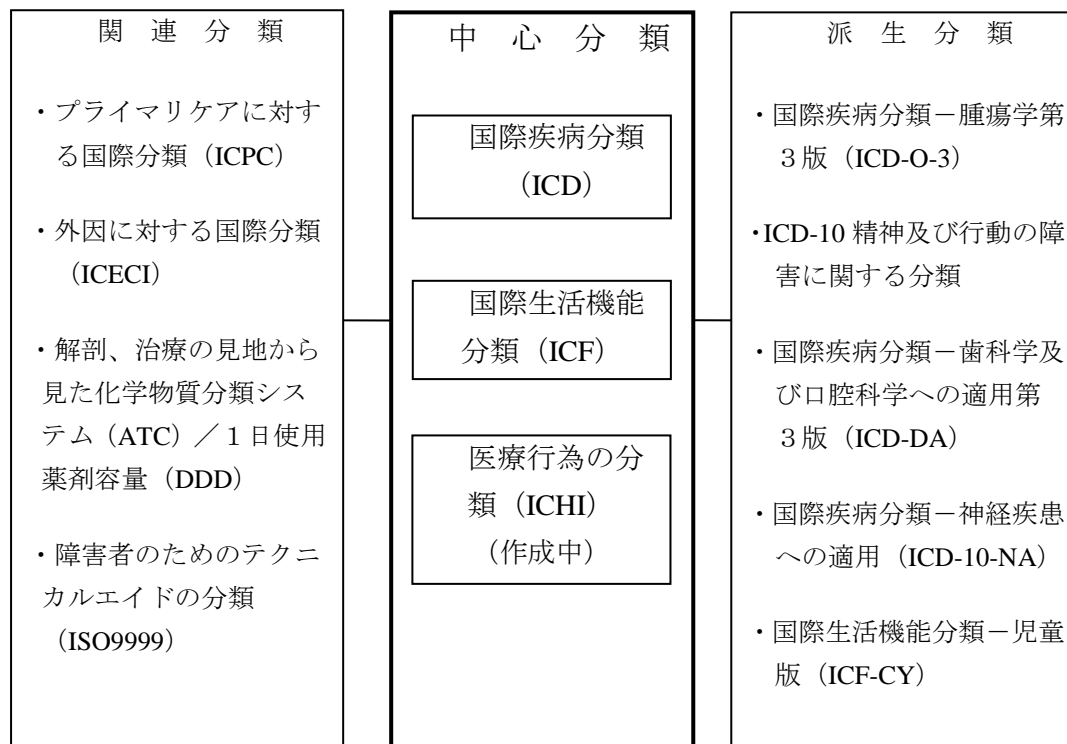 関 連 分 類
・プライマリケアに対す
る国際分類（ICPC）
・外因に対する国際分類
（ICECI）
・解剖、治療の見地から
見た化学物質分類シス
テム（ATC）／１日使用
薬剤容量（DDD）
・障害者のためのテクニ
カルエイドの分類
（ISO9999）
中 心 分 類
国際疾病分類
（ICD）
国際生活機能
分類（ICF）
医療行為の分
類（ICHI）
（作成中）
派 生 分 類
・国際疾病分類－腫瘍学第
３版（ICD-O-3）
・ICD-10 精神及び行動の障
害に関する分類
・国際疾病分類－歯科学及
び口腔科学への適用第
３版（ICD-DA）
・国際疾病分類－神経疾患
への適用（ICD-10-NA）
・国際生活機能分類－児童
版（ICF-CY）